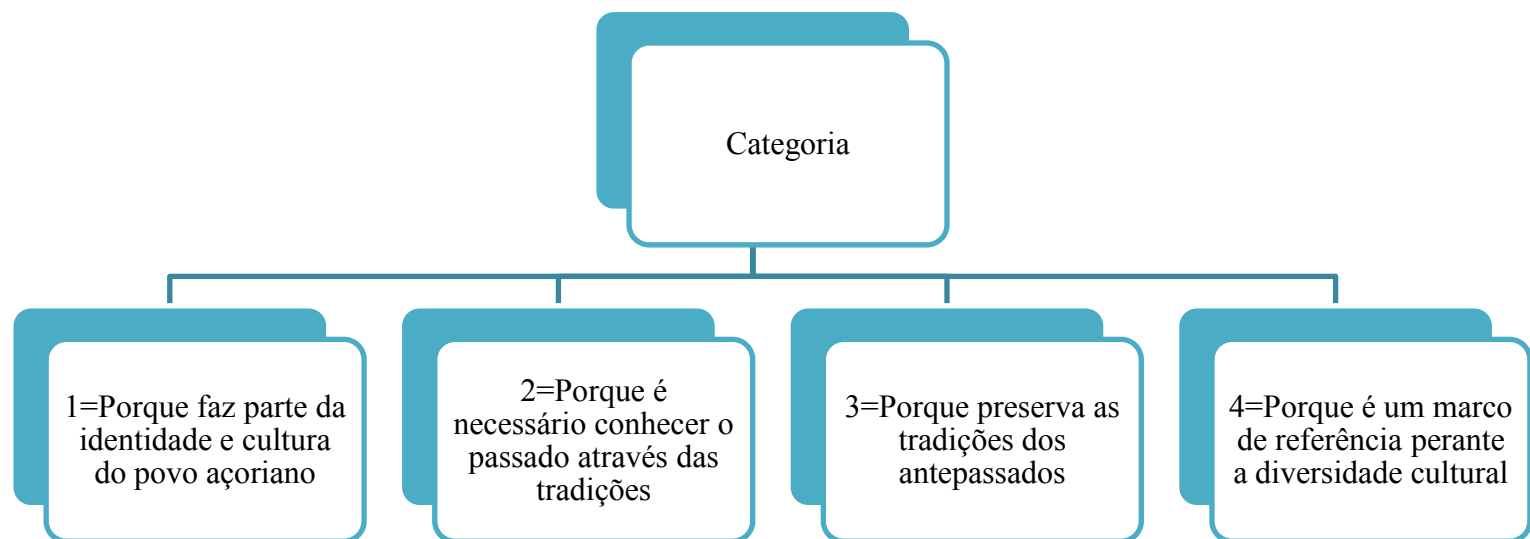 Categoria
1=Porque faz parte da
identidade e cultura
do povo açoriano
2=Porque é
necessário conhecer o
passado através das
tradições
3=Porque preserva as
tradições dos
antepassados
4=Porque é um marco
de referência perante
a diversidade cultural